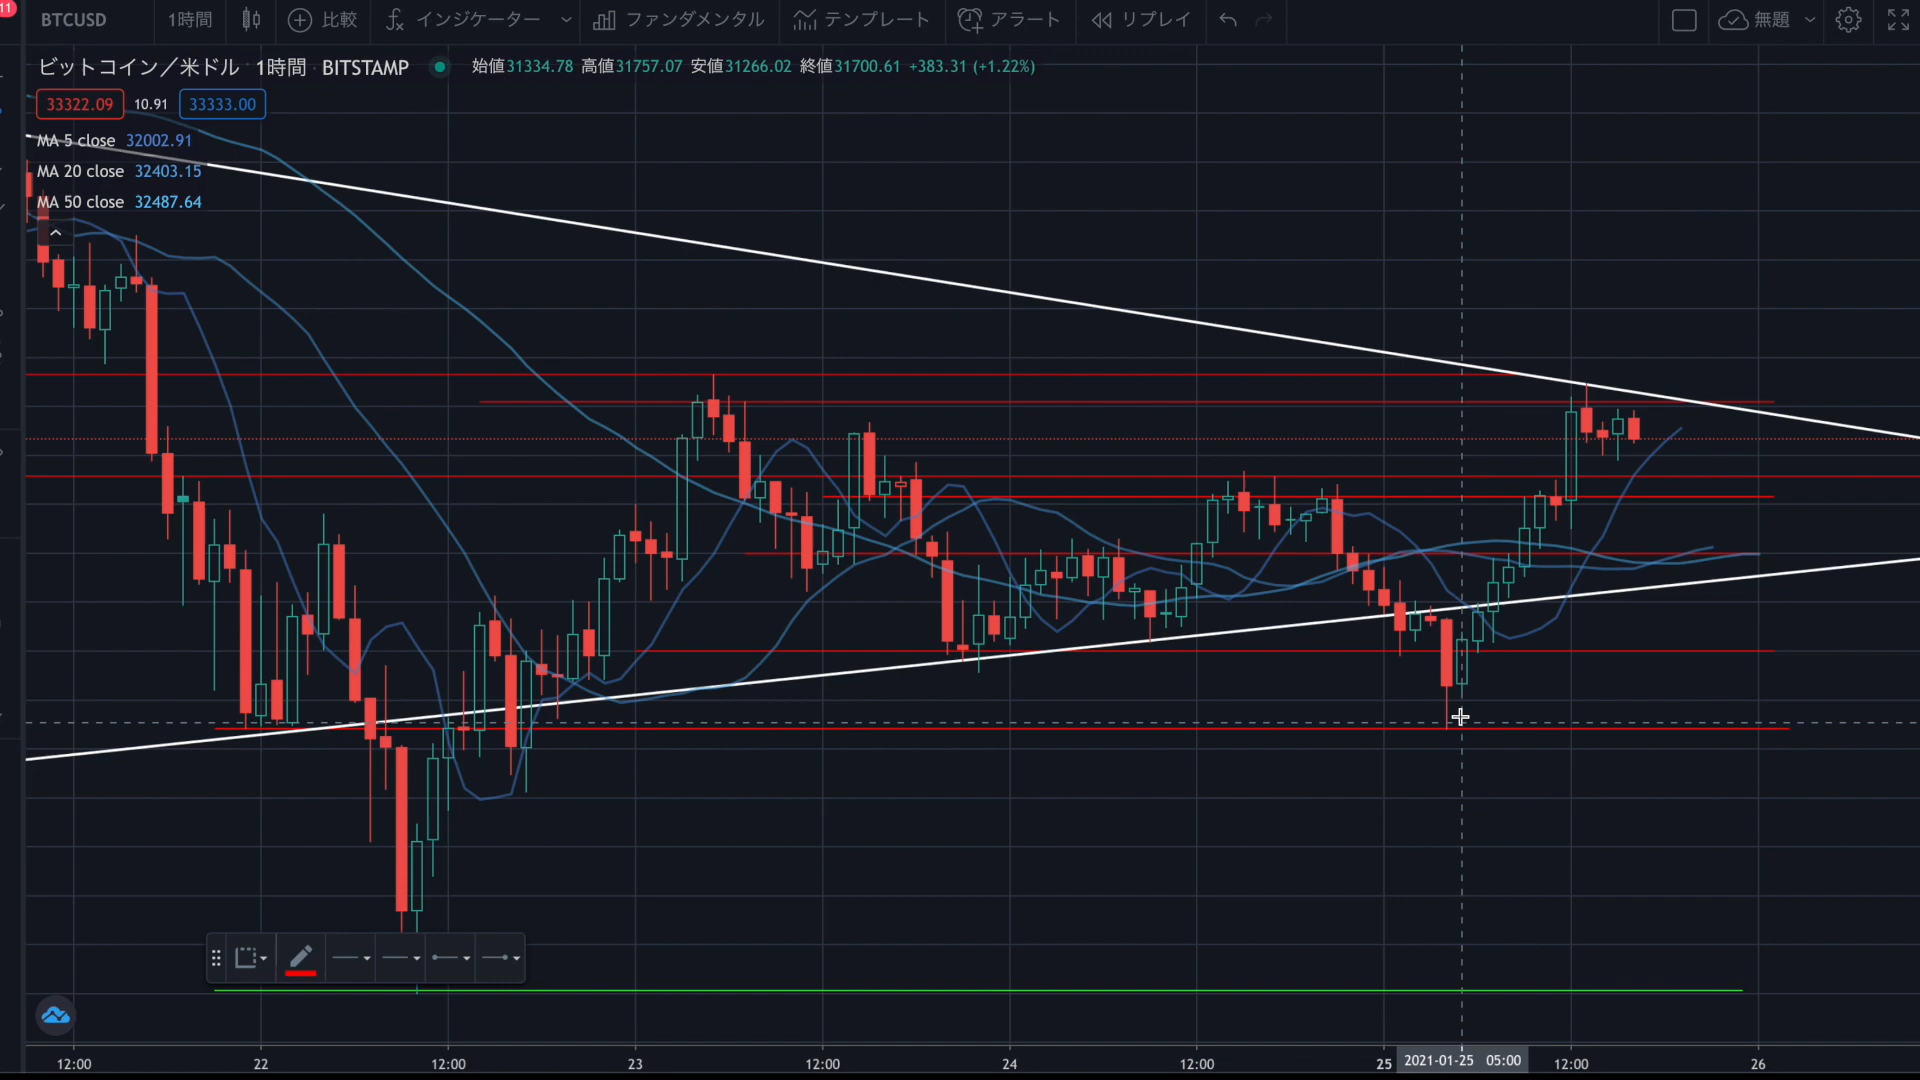 11
BTCUSD 1時間 比較 インジケーター ファンダメンタル テンプレート アラート リプレイ 無題
ビットコイン/米ドル · 1時間 · BITSTAMP 始値31334.78 高値31757.07 安値31266.02 終値31700.61 +383.31 (+1.22%)
33322.09 10.91 33333.00
MA 5 close 32002.91
MA 20 close 32403.15
MA 50 close 32487.64
12:00 22 12:00 23 12:00 24 12:00 25 2021-01-25 05:00 12:00 26